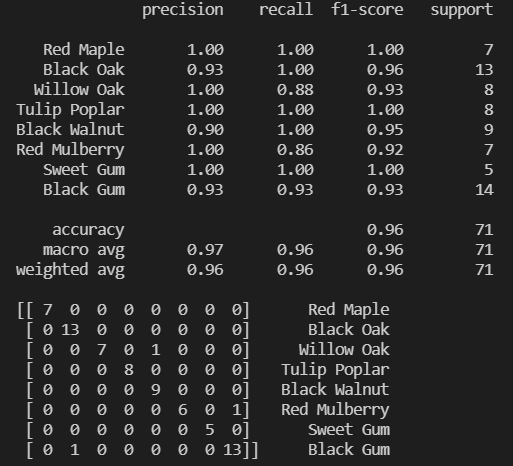 precision recall f1-score support
Red Maple 1.00 1.00 1.00 7
Black Oak 0.93 1.00 0.96 13
Willow Oak 1.00 0.88 0.93 8
Tulip Poplar 1.00 1.00 1.00 8
Black Walnut 0.90 1.00 0.95 9
Red Mulberry 1.00 0.86 0.92 7
Sweet Gum 1.00 1.00 1.00 5
Black Gum 0.93 0.93 0.93 14
accuracy 0.96 71
macro avg 0.97 0.96 0.96 71
weighted avg 0.96 0.96 0.96 71
[[ 7 0 0 0 0 0 0 0] Red Maple
[ 0 13 0 0 0 0 0 0] Black Oak
[ 0 0 7 0 1 0 0 0] Willow Oak
[ 0 0 0 8 0 0 0 0] Tulip Poplar
[ 0 0 0 0 9 0 0 0] Black Walnut
[ 0 0 0 0 0 6 0 1] Red Mulberry
[ 0 0 0 0 0 0 5 0] Sweet Gum
[ 0 1 0 0 0 0 0 13]] Black Gum